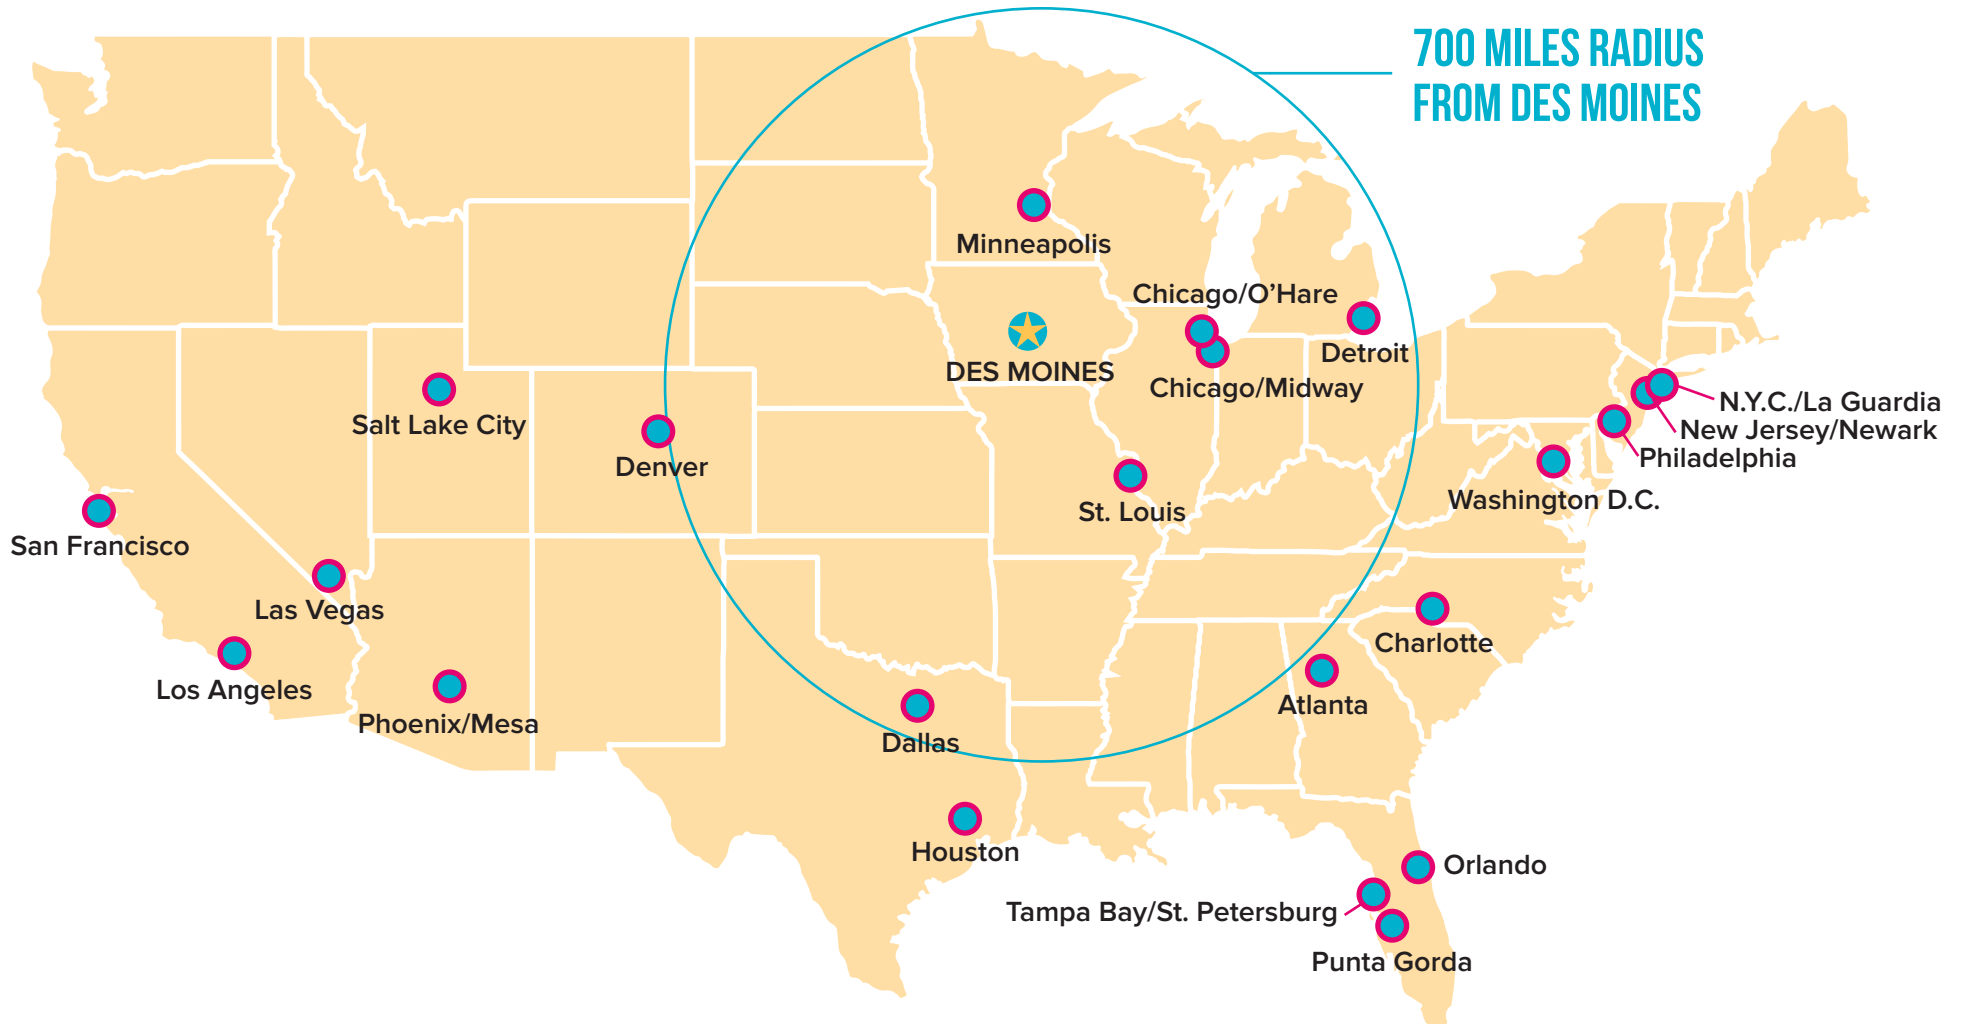 700 MILES RADIUS
FROM DES MOINES
Minneapolis
Chicago/O’Hare
Detroit
DES MOINES
Chicago/Midway
N.Y.C./La Guardia
New Jersey/Newark
Philadelphia
Salt Lake City
Denver
Washington D.C.
St. Louis
San Francisco
Las Vegas
Charlotte
Los Angeles
Phoenix/Mesa
Atlanta
Dallas
Houston
Orlando
Tampa Bay/St. Petersburg
Punta Gorda